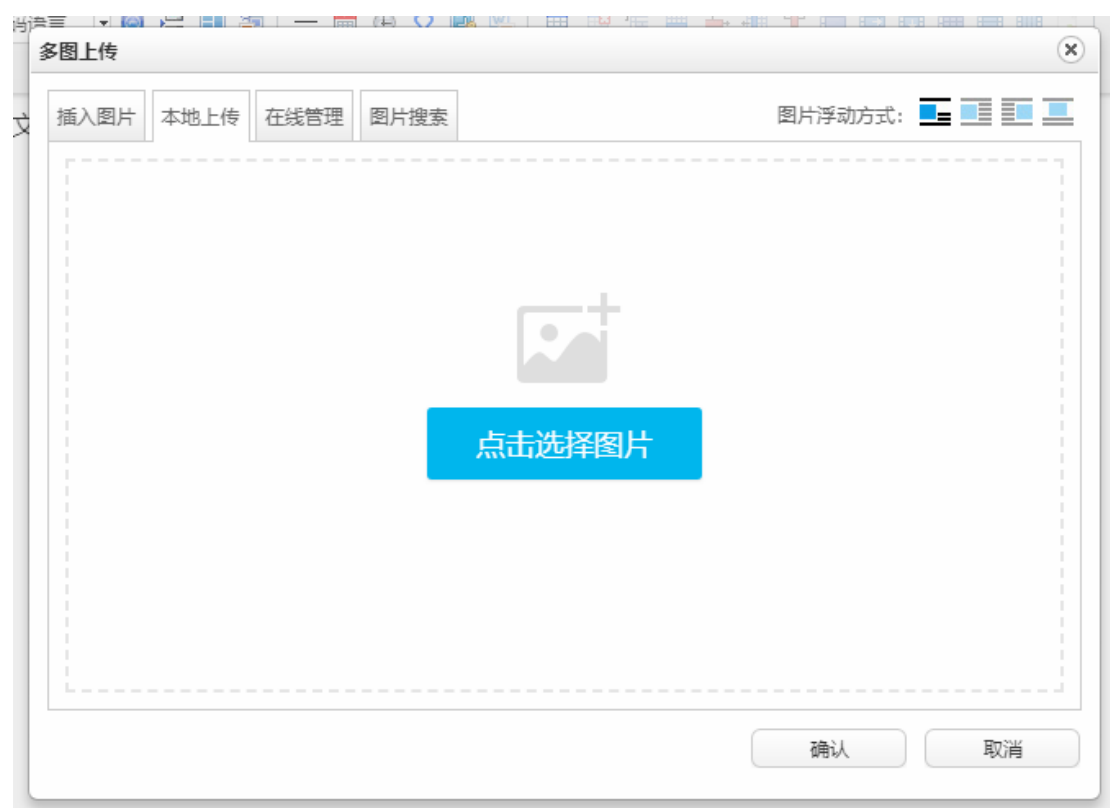 多图上传
插入图片 本地上传 在线管理 图片搜索 图片浮动方式:
文
点击选择图片
确认 取消